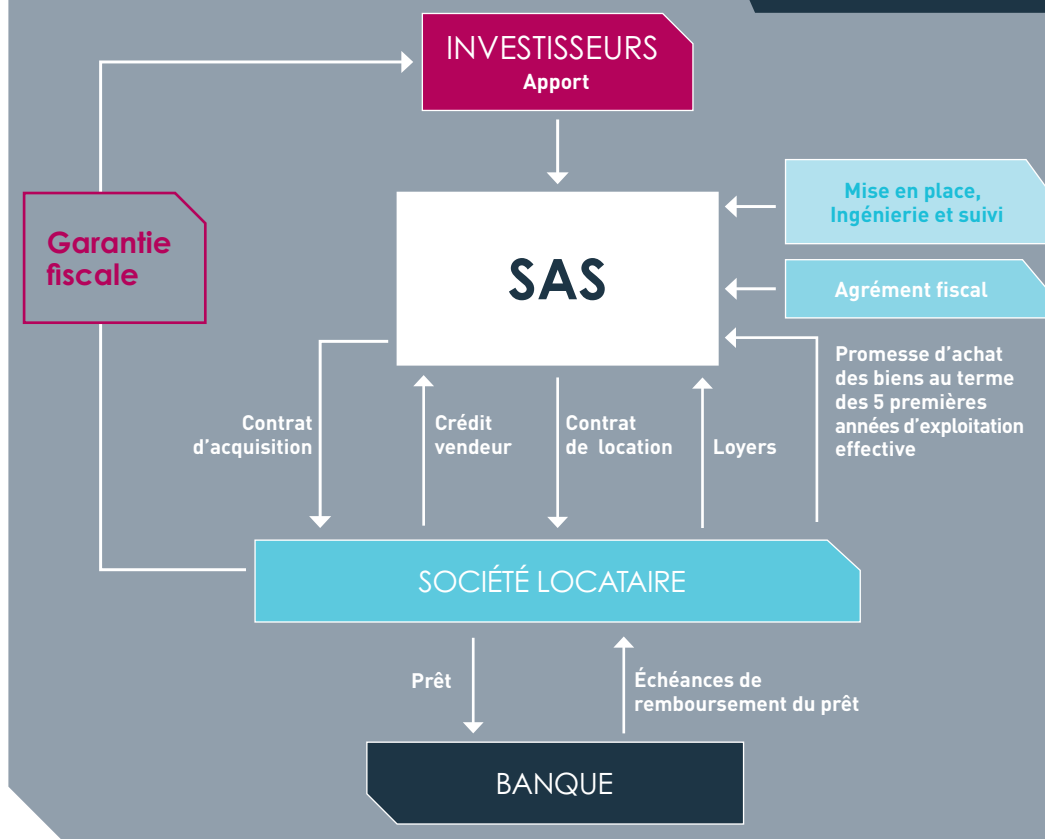 INVESTISSEURS
Apport
Mise en place,
Ingénierie et suivi
Garantie
fiscale
SAS
Agrément fiscal
Promesse d'achat
des biens au terme
des 5 premières
années d'exploitation
effective
Contrat
d'acquisition
Crédit
vendeur
Contrat
de location
Loyers
SOCIÉTÉ LOCATAIRE
Prêt
Échéances de
remboursement du prêt
BANQUE